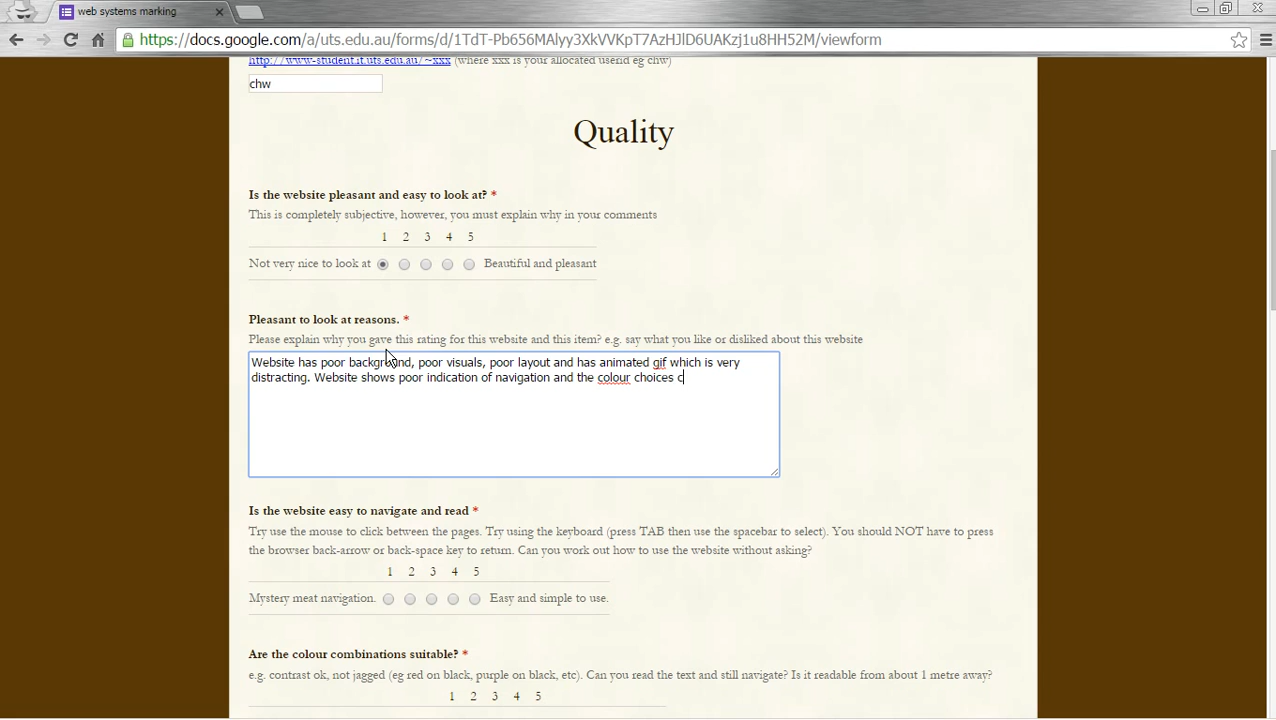 web systems marking
https://docs.google.com/a/uts.edu.au/forms/d/1TdT-Pb656MAlyy3XkVVKpT7AzHJlD6UAKzj1u8HH52M/viewform
http://www-student.it.uts.edu.au/~xxx (where xxx is your allocated userid eg chw)
chw
Quality
Is the website pleasant and easy to look at? *
This is completely subjective, however, you must explain why in your comments
1 2 3 4 5
Not very nice to look at Beautiful and pleasant
Pleasant to look at reasons. *
Please explain why you gave this rating for this website and this item? e.g. say what you like or disliked about this website
Website has poor background, poor visuals, poor layout and has animated gif which is very
distracting. Website shows poor indication of navigation and the colour choices c
Is the website easy to navigate and read *
Try use the mouse to click between the pages. Try using the keyboard (press TAB then use the spacebar to select). You should NOT have to press
the browser back-arrow or back-space key to return. Can you work out how to use the website without asking?
1 2 3 4 5
Mystery meat navigation. Easy and simple to use.
Are the colour combinations suitable? *
e.g. contrast ok, not jagged (eg red on black, purple on black, etc). Can you read the text and still navigate? Is it readable from about 1 metre away?
1 2 3 4 5